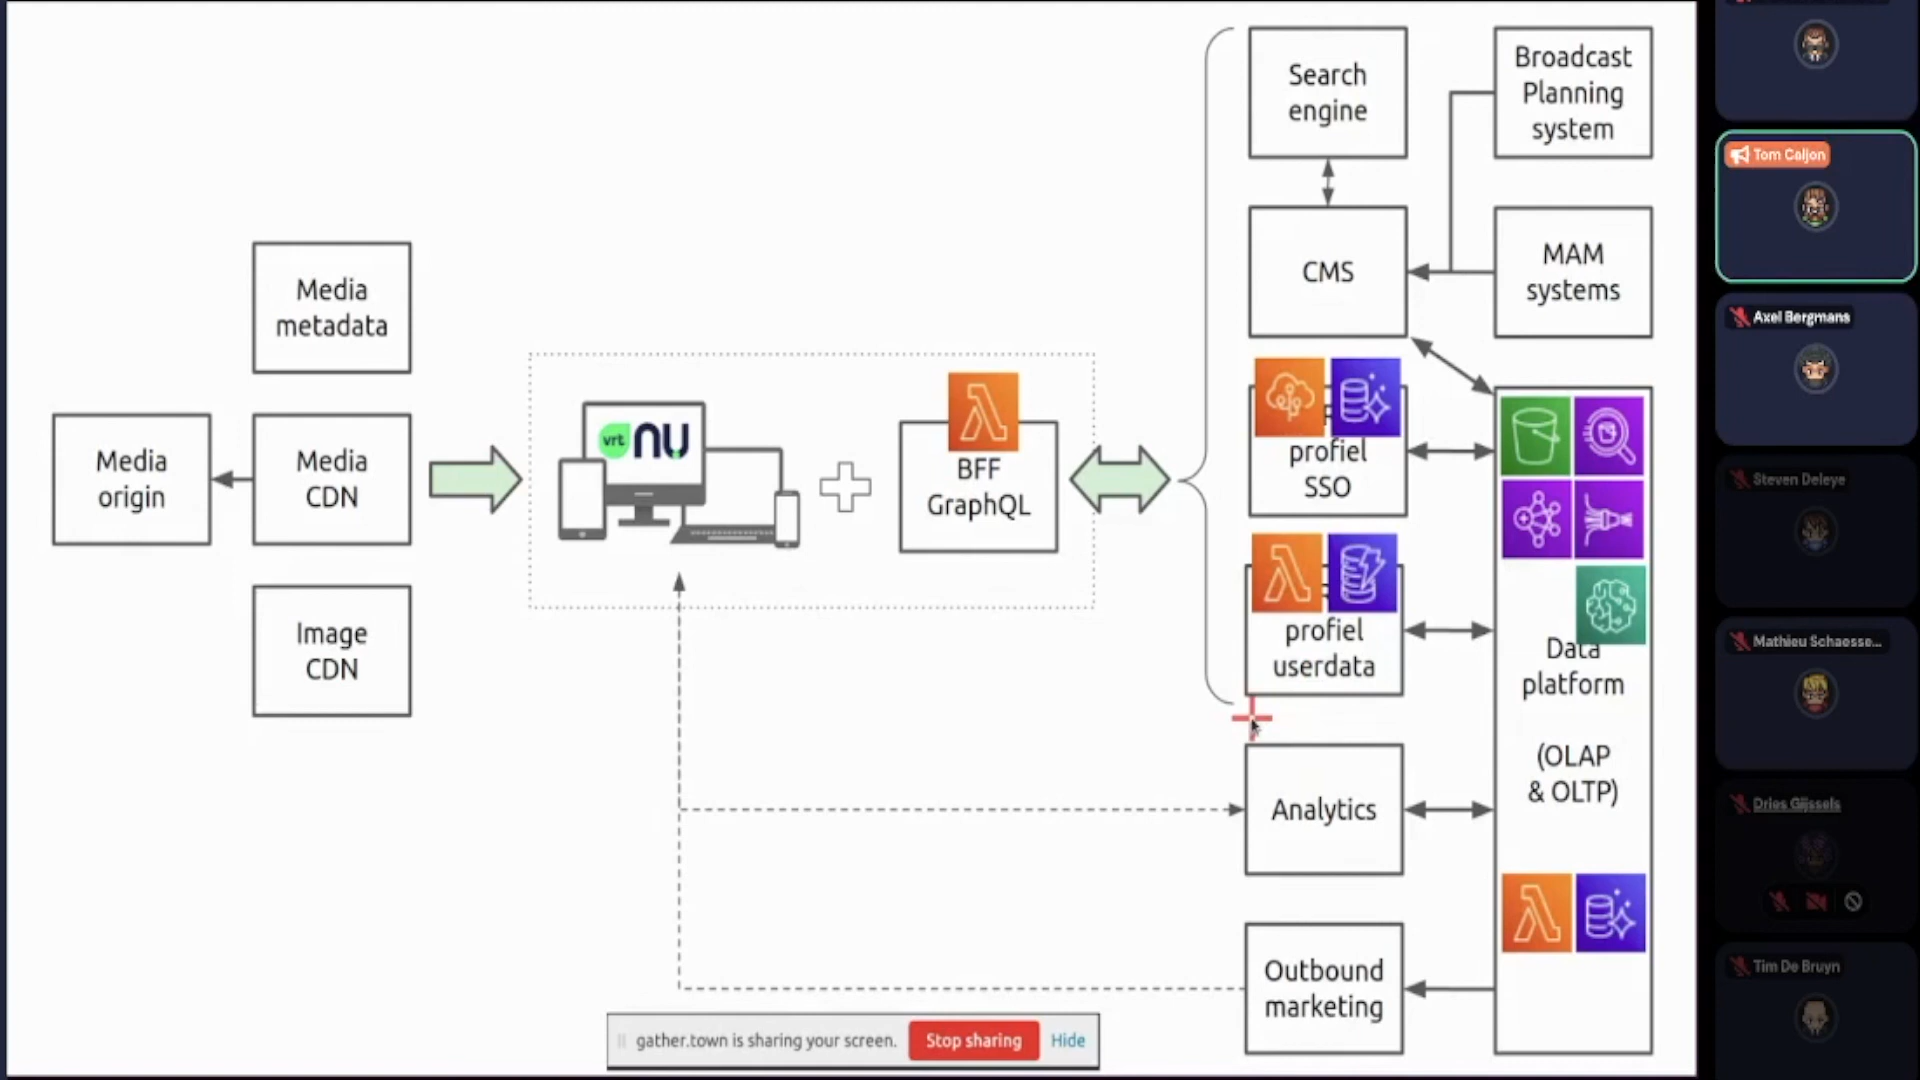 Media
metadata
Media
origin
Media
CDN
Image
CDN
vrt nu
BFF
GraphQL
Search
engine
CMS
profiel
SSO
profiel
userdata
Analytics
Outbound
marketing
Broadcast
Planning
system
MAM
systems
Data
platform
(OLAP
& OLTP)
gather.town is sharing your screen.
Stop sharing
Hide
Tom Caljon
Axel Bergmans
Steven Deleye
Mathieu Schaesse...
Dries Gijssels
Tim De Bruyn